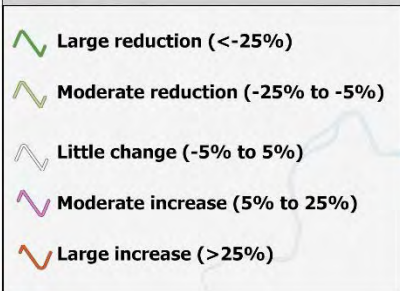 Large reduction (<-25%)
Moderate reduction (-25% to -5%)
Little change (-5% to 5%)
Moderate increase (5% to 25%)
Large increase (>25%)